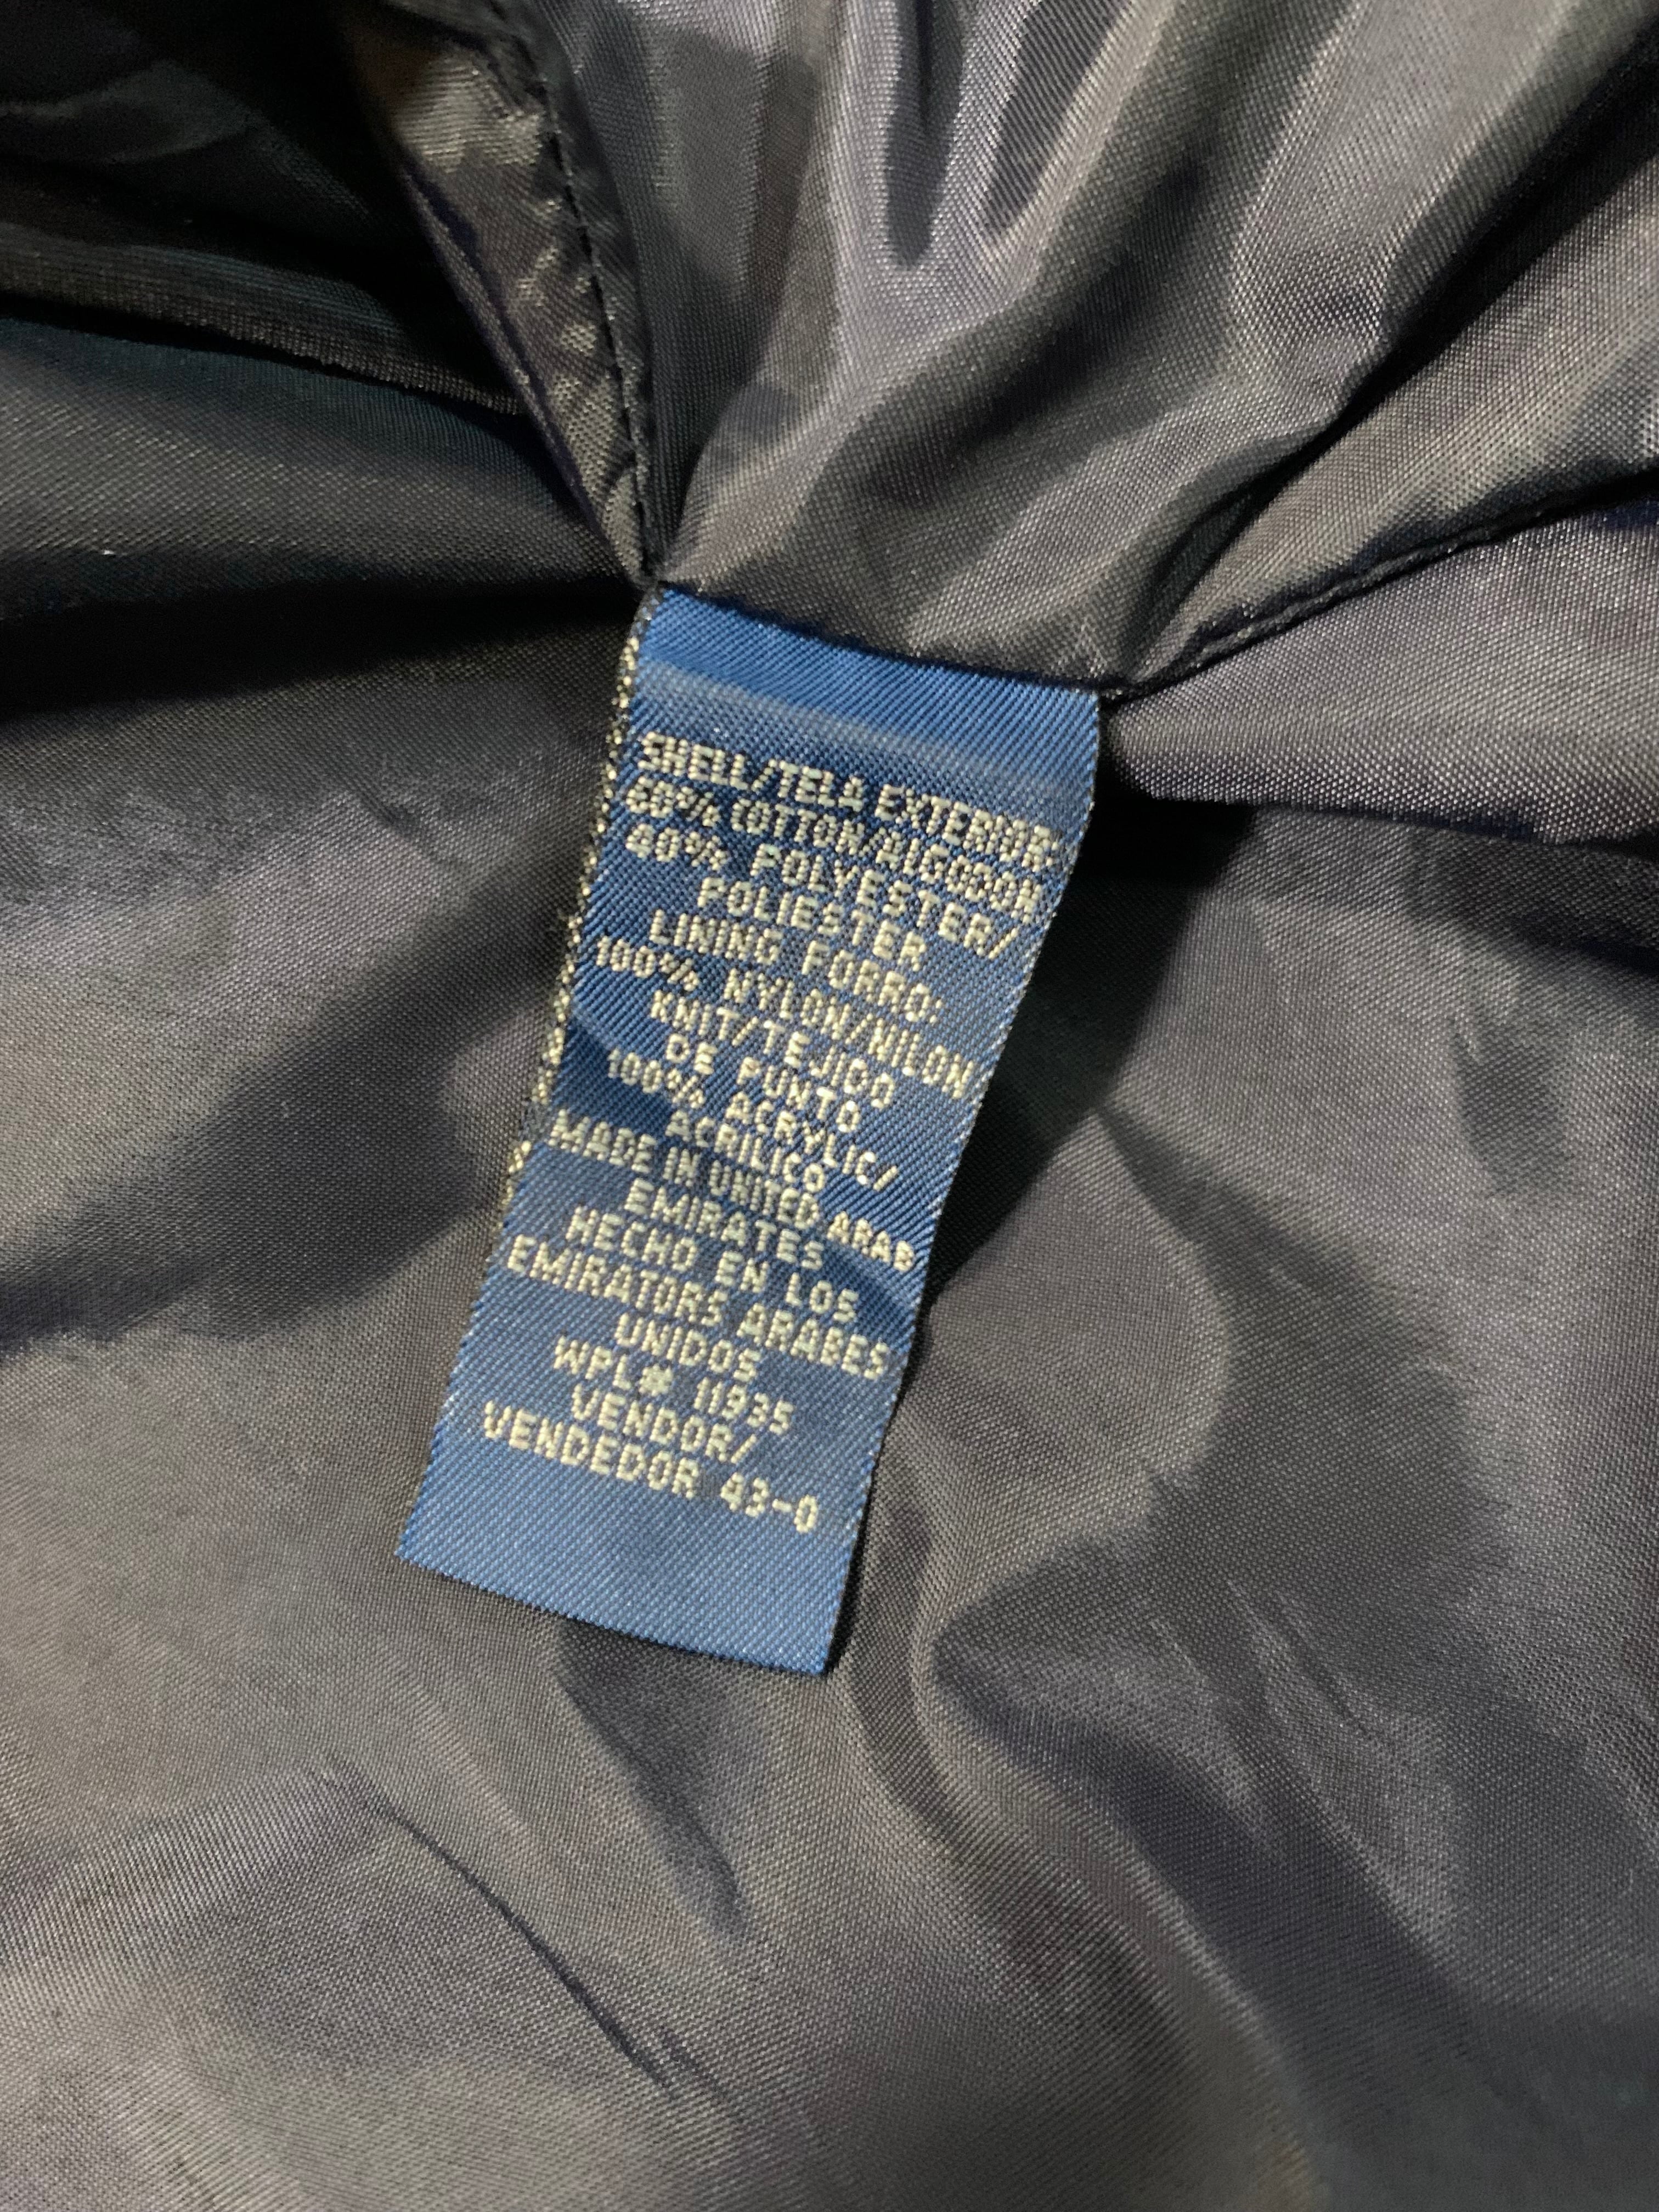 SHELL/TELA EXTERIOR:
60% COTTON/ALGODON
40% POLYESTER/
POLIESTER
LINING FORRO:
100% NYLON/NILON
KNIT/TEJIDO
DE PUNTO
100% ACRYLIC/
ACRILICO
MADE IN UNITED ARAB
EMIRATES
HECHO EN LOS
EMIRATORS ARABES
UNIDOS
WPL# 11935
VENDOR/
VENDEDOR 43-0